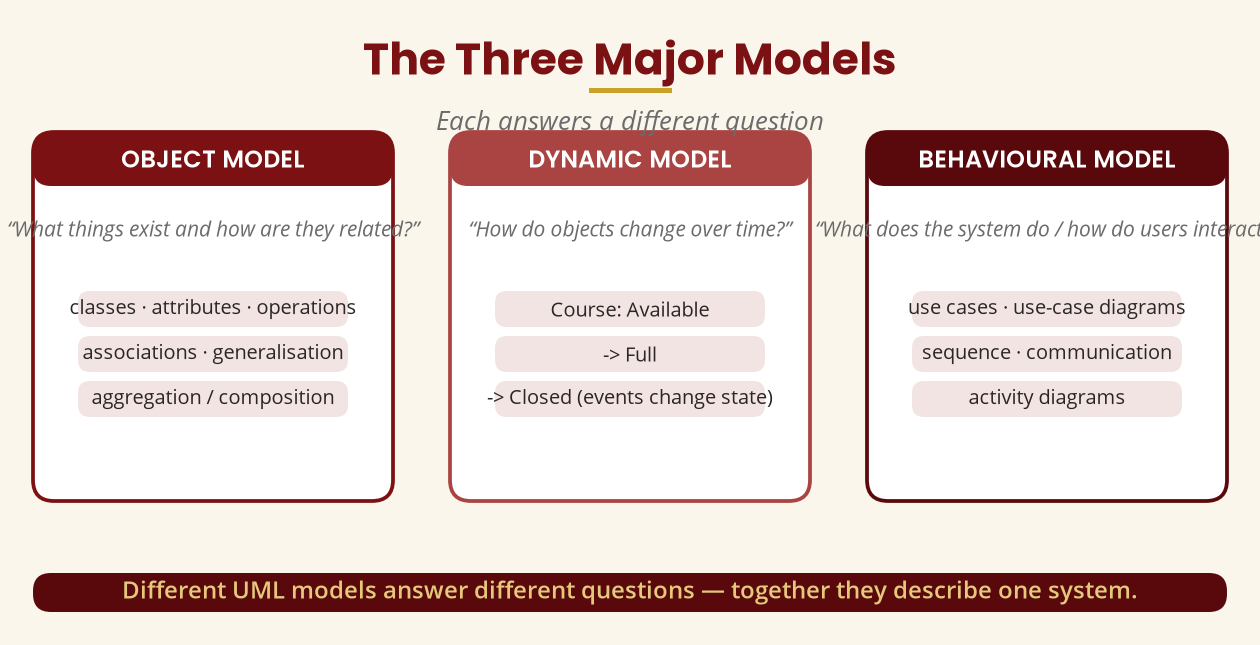 The Three Major Models
Each answers a different question
OBJECT MODEL
“What things exist and how are they related?”
classes · attributes · operations
associations · generalisation
aggregation / composition
DYNAMIC MODEL
“How do objects change over time?”
Course: Available
-> Full
-> Closed (events change state)
BEHAVIOURAL MODEL
“What does the system do / how do users interact
use cases · use-case diagrams
sequence · communication
activity diagrams
Different UML models answer different questions — together they describe one system.